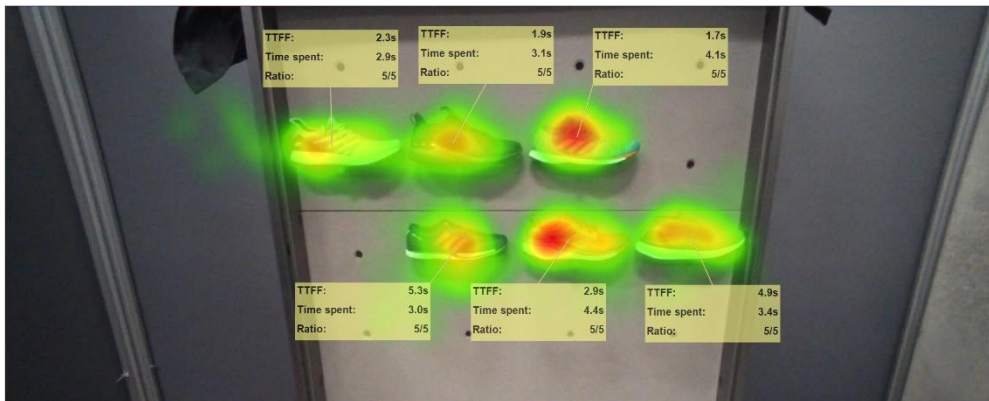 TTFF: 2.3s
Time spent: 2.9s
Ratio: 5/5
TTFF: 1.9s
Time spent: 3.1s
Ratio: 5/5
TTFF: 1.7s
Time spent: 4.1s
Ratio: 5/5
TTFF: 5.3s
Time spent: 3.0s
Ratio: 5/5
TTFF: 2.9s
Time spent: 4.4s
Ratio: 5/5
TTFF: 4.9s
Time spent: 3.4s
Ratio: 5/5